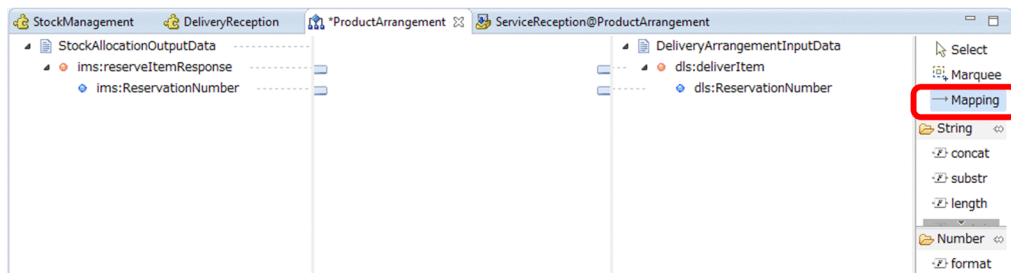 StockManagement DeliveryReception *ProductArrangement ServiceReception@ProductArrangement
StockAllocationOutputData
ims:reserveItemResponse
ims:ReservationNumber
DeliveryArrangementInputData
dls:deliverItem
dls:ReservationNumber
Select
Marquee
Mapping
String
concat
substr
length
Number
format